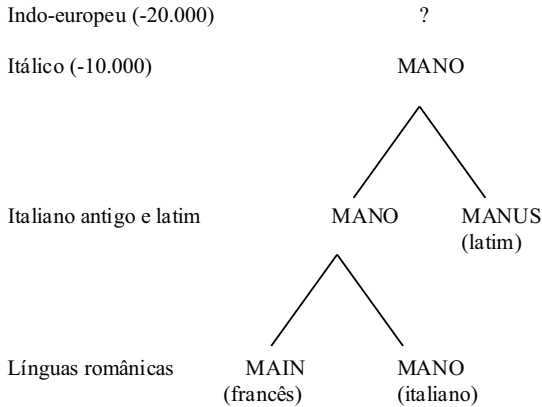 Indo-europeu (-20.000) ?
Itálico (-10.000) MANO
Italiano antigo e latim MANO MANUS
(latim)
Línguas românicas MAIN MANO
(francês) (italiano)